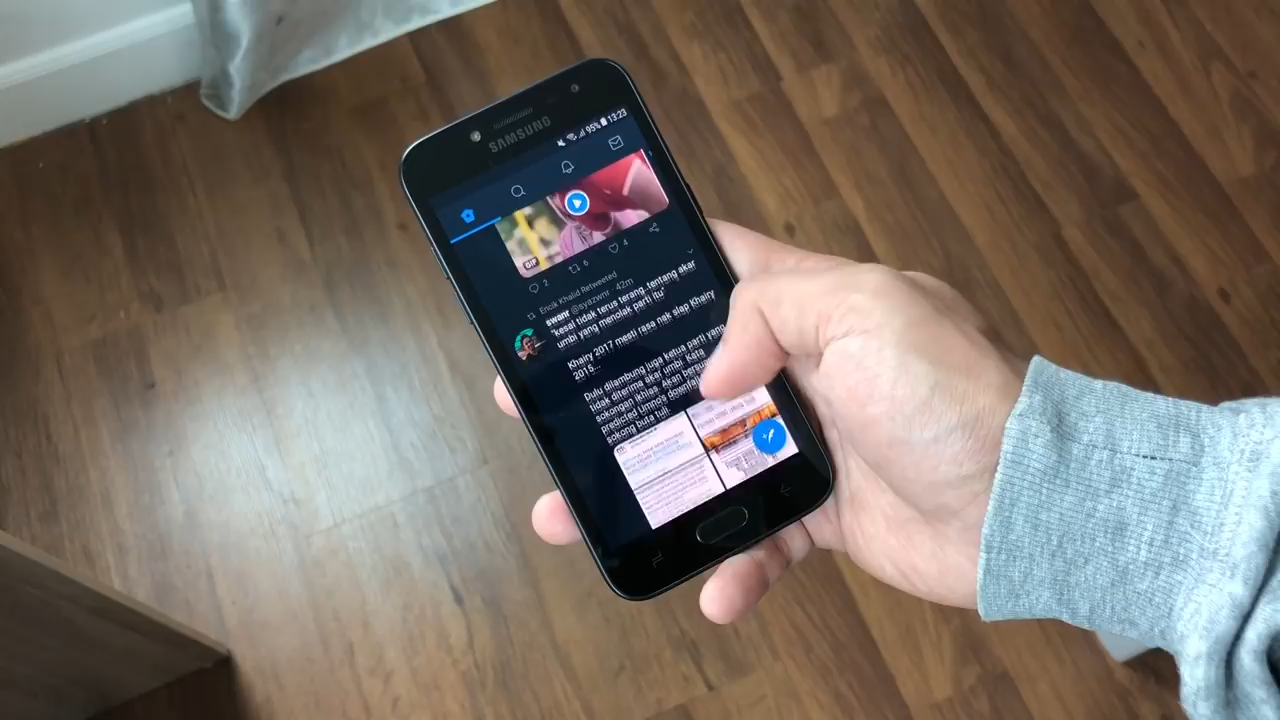 SAMSUNG
95% 13:23
GIF
2 6 4
Encik Khalid Retweeted
swanr @syazwnr · 42m
"kesal tidak terus terang tentang akar
umbi yang menolak parti itu"
Khairy 2017 mesti rasa nak slap Khairy
2015...
Dulu dilambung juga ketua parti yang
tidak diterima akar umbi. Kata
sokongan ikhlas. Akan
predicted Umno's downfall
sokong buta tuli.